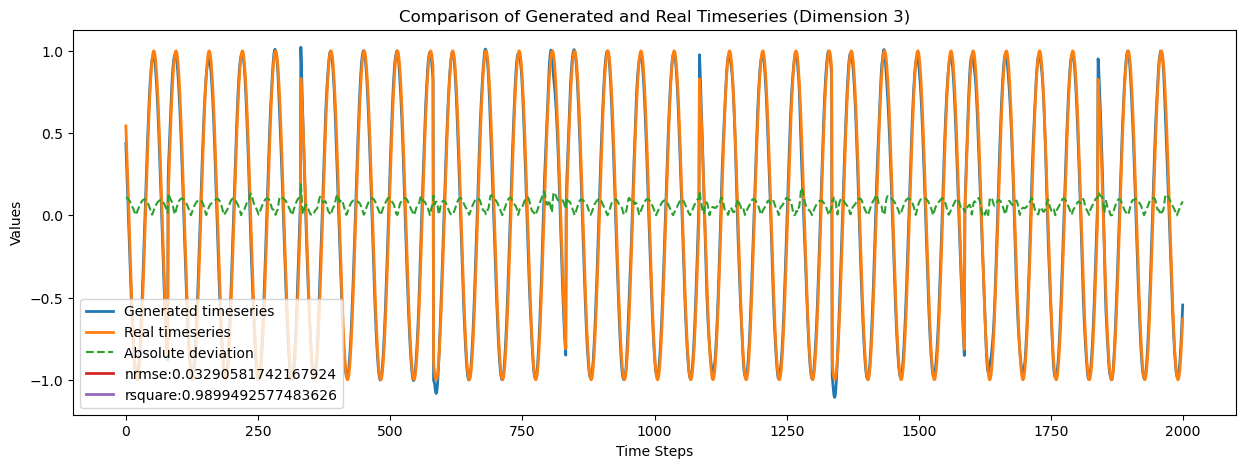 Comparison of Generated and Real Timeseries (Dimension 3)
Values
1.0
0.5
0.0
−0.5
−1.0
Generated timeseries
Real timeseries
Absolute deviation
nrmse:0.03290581742167924
rsquare:0.9899492577483626
0 250 500 750 1000 1250 1500 1750 2000
Time Steps